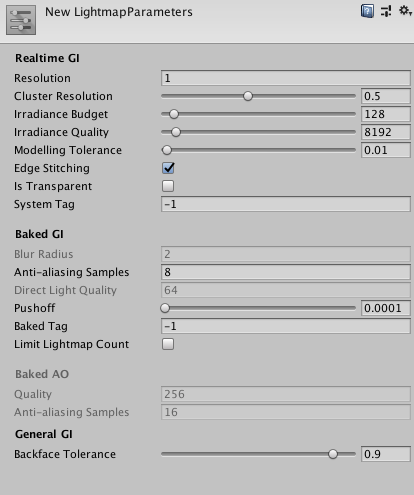 New LightmapParameters
Realtime GI
Resolution 1
Cluster Resolution 0.5
Irradiance Budget 128
Irradiance Quality 8192
Modelling Tolerance 0.01
Edge Stitching
Is Transparent
System Tag -1
Baked GI
Blur Radius 2
Anti-aliasing Samples 8
Direct Light Quality 64
Pushoff 0.0001
Baked Tag -1
Limit Lightmap Count
Baked AO
Quality 256
Anti-aliasing Samples 16
General GI
Backface Tolerance 0.9